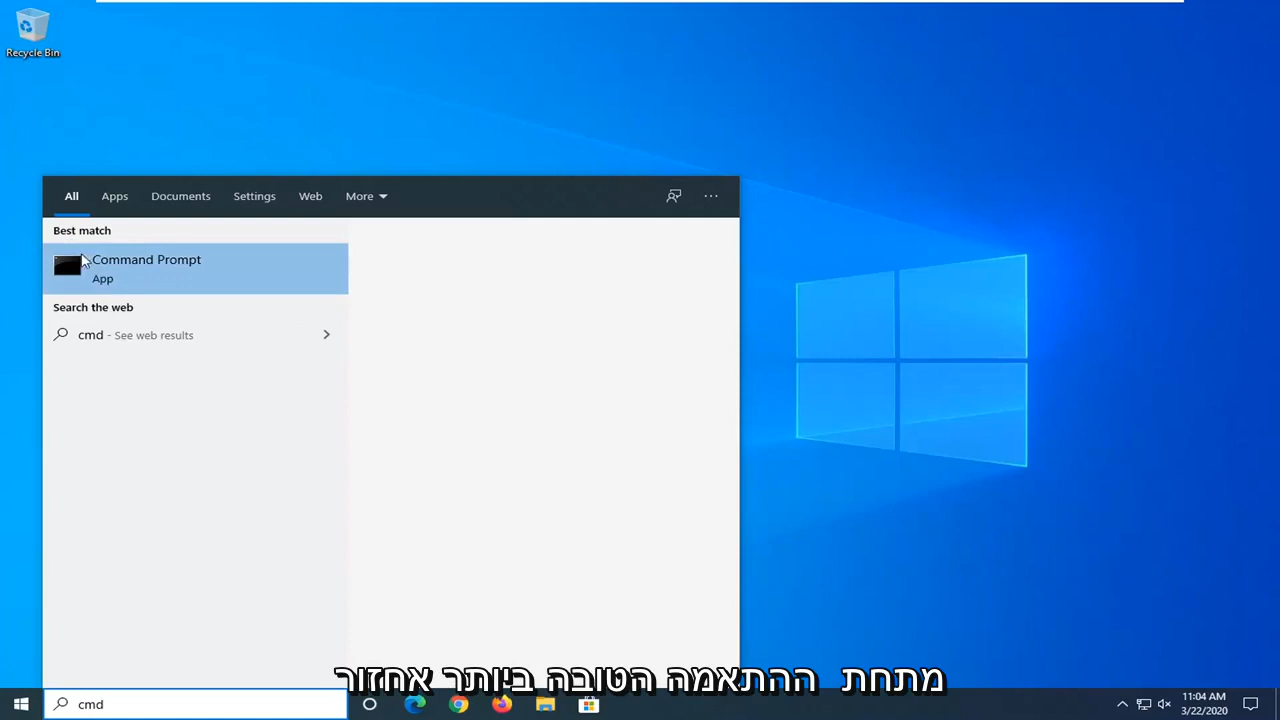 Recycle Bin
All Apps Documents Settings Web More
Best match
Command Prompt
App
Search the web
cmd - See web results
מתחת ההתאמה הטובה ביותר אחזור
cmd
11:04 AM
3/22/2020